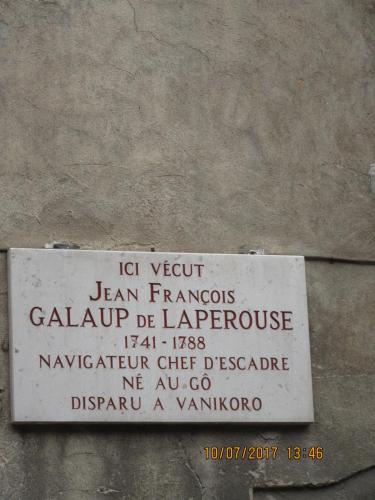 ICI VÉCUT
JEAN FRANÇOIS
GALAUP DE LAPEROUSE
1741-1788
NAVIGATEUR CHEF D'ESCADRE
NÉ AU GÔ
DISPARU A VANIKORO
10/07/2017 13:46